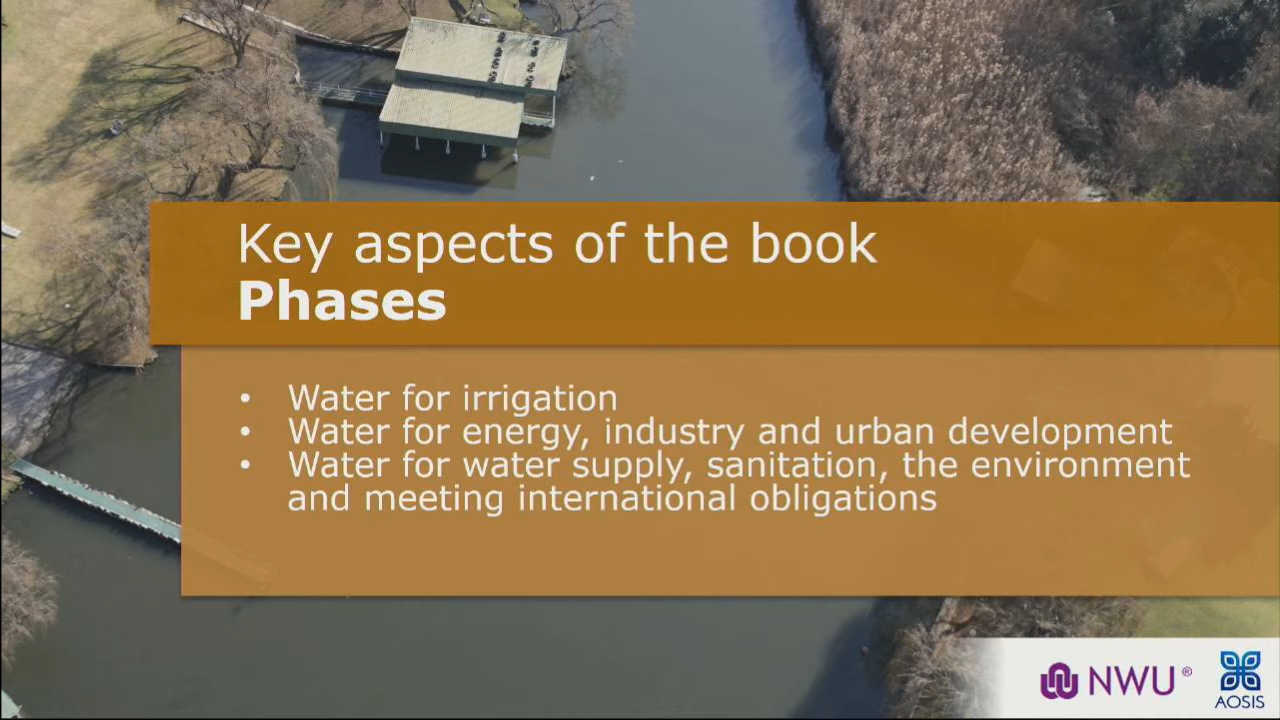 Key aspects of the book
Phases
• Water for irrigation
• Water for energy, industry and urban development
• Water for water supply, sanitation, the environment
and meeting international obligations
NWU®
AOSIS